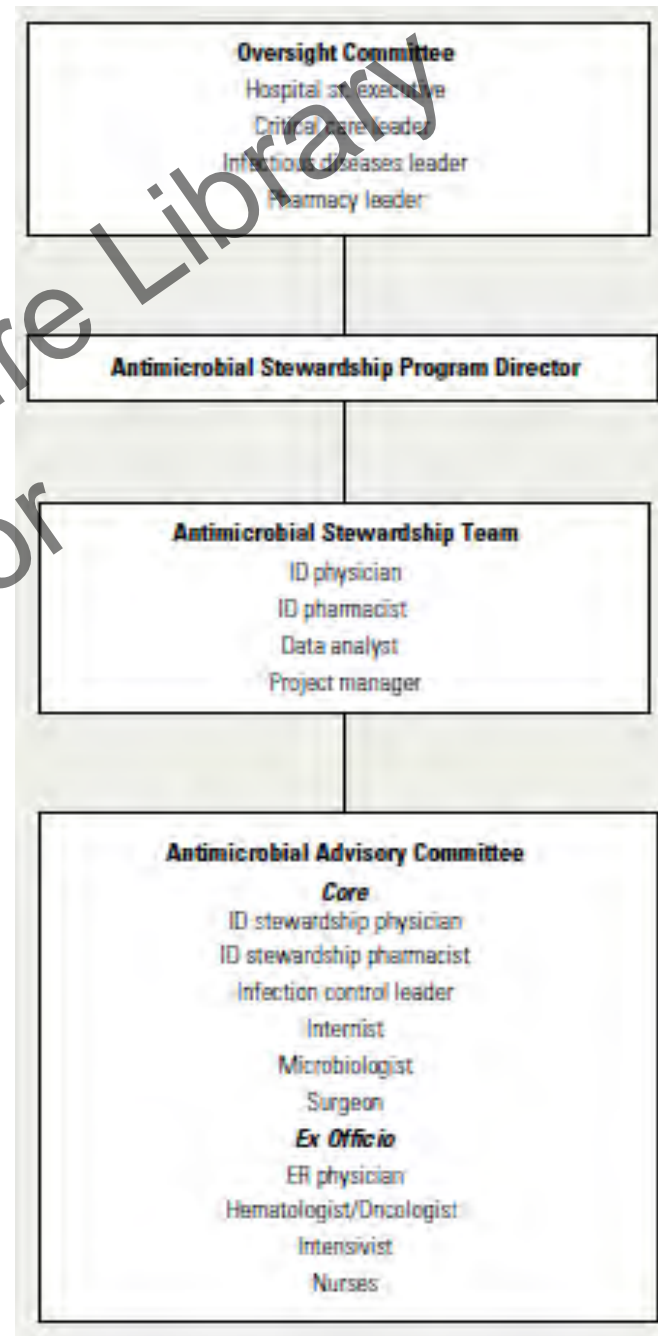 Oversight Committee
Hospital sr. executive
Critical care leader
Infectious diseases leader
Pharmacy leader
Library
Antimicrobial Stewardship Program Director
Antimicrobial Stewardship Team
ID physician
ID pharmacist
Data analyst
Project manager
Antimicrobial Advisory Committee
Core
ID stewardship physician
ID stewardship pharmacist
Infection control leader
Internist
Microbiologist
Surgeon
Ex Officio
ER physician
Hematologist/Oncologist
Intensivist
Nurses